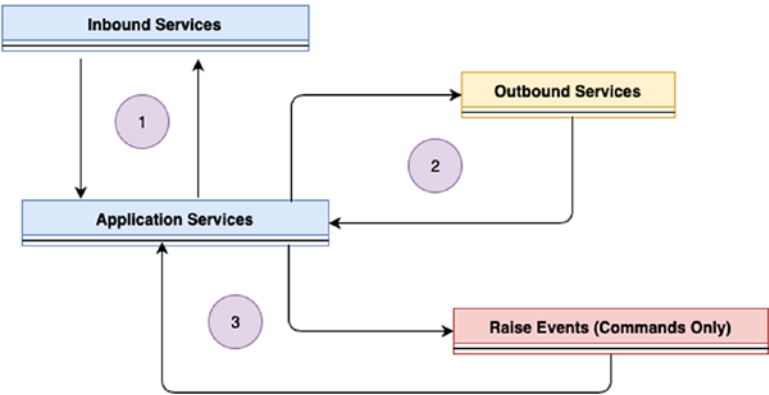 Inbound Services
1
Outbound Services
2
Application Services
3
Raise Events (Commands Only)